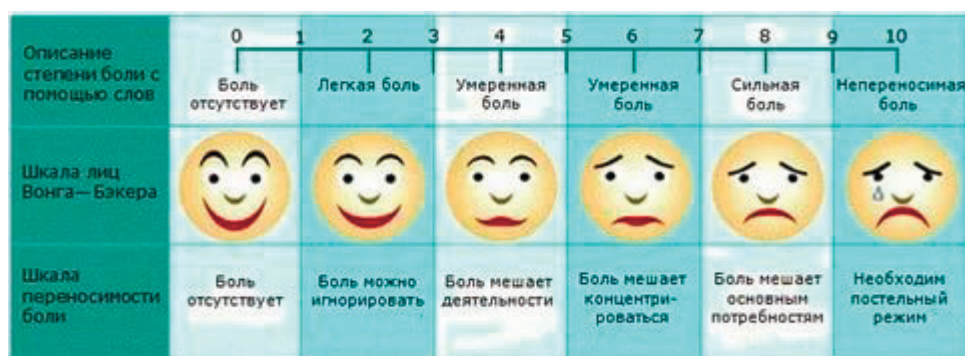 Описание
степени боли с
помощью слов
0 1 2 3 4 5 6 7 8 9 10
Боль
отсутствует
Легкая боль
Умеренная
боль
Умеренная
боль
Сильная
боль
Непереносимая
боль
Шкала лиц
Вонга—Бэкера
Шкала
переносимости
боли
Боль
отсутствует
Боль можно
игнорировать
Боль мешает
деятельности
Боль мешает
концентри-
роваться
Боль мешает
основным
потребностям
Необходим
постельный
режим